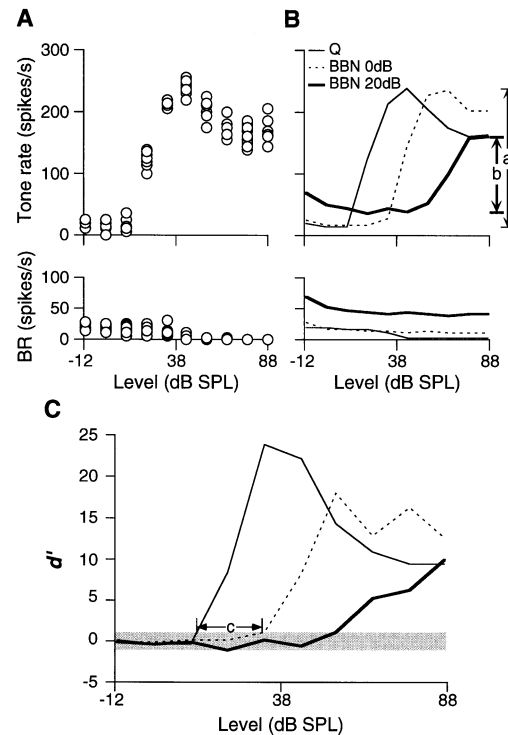 A
B
300
200
100
0
Tone rate (spikes/s)
Q
BBN 0dB
BBN 20dB
a
b
100
50
0
BR (spikes/s)
-12
38
88
Level (dB SPL)
-12
38
88
Level (dB SPL)
C
25
20
15
10
5
0
-5
d'
c
-12
38
88
Level (dB SPL)